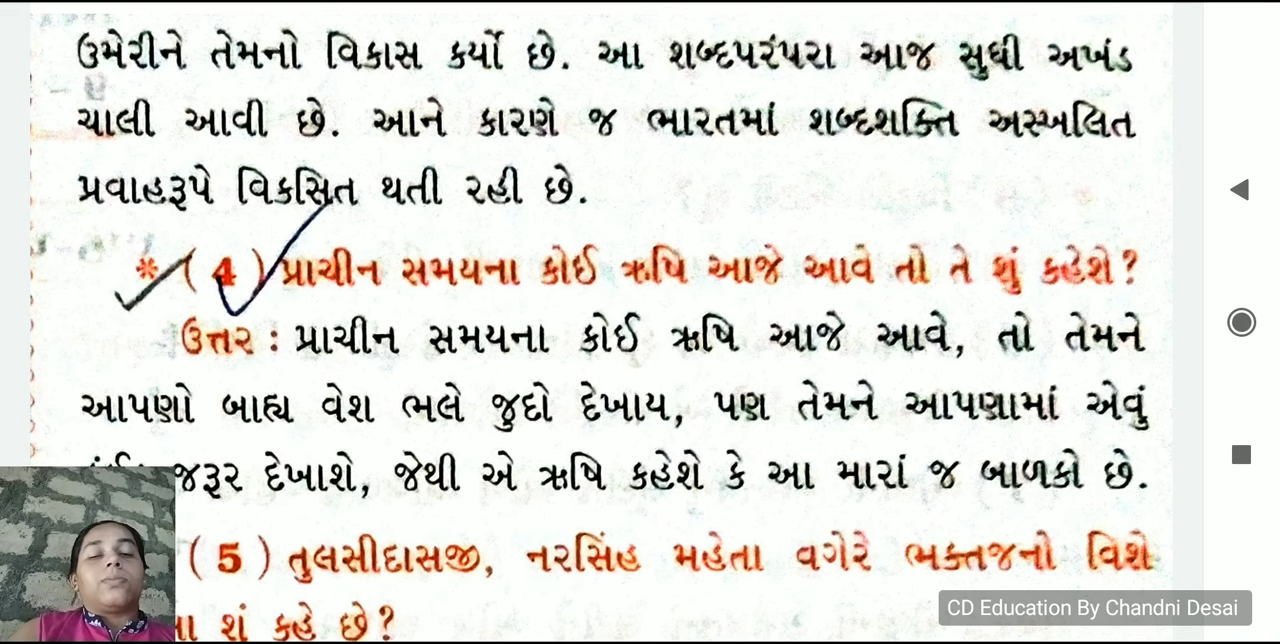 ઉમેરીને તેમનો વિકાસ કર્યો છે. આ શબ્દપરંપરા આજ સુધી અખંડ
ચાલી આવી છે. આને કારણે જ ભારતમાં શબ્દશક્તિ અસ્ખલિત
પ્રવાહરૂપે વિકસિત થતી રહી છે.
* ( 4 ) પ્રાચીન સમયના કોઈ ઋષિ આજે આવે તો તે શું કહેશે?
ઉત્તર : પ્રાચીન સમયના કોઈ ઋષિ આજે આવે, તો તેમને
આપણો બાહ્ય વેશ ભલે જુદો દેખાય, પણ તેમને આપણામાં એવું
જરૂર દેખાશે, જેથી એ ઋષિ કહેશે કે આ મારાં જ બાળકો છે.
( 5 ) તુલસીદાસજી, નરસિંહ મહેતા વગેરે ભક્તજનો વિશે
શું કહે છે?
CD Education By Chandni Desai